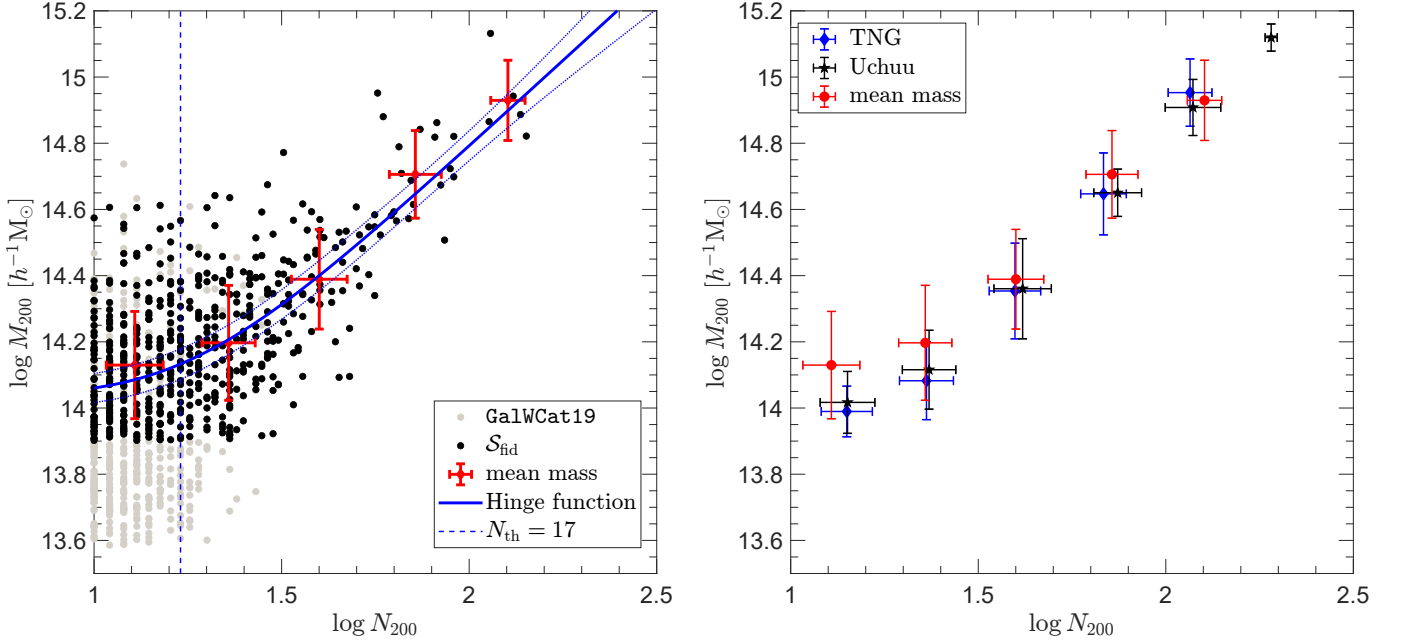 15.2
15
14.8
14.6
14.4
14.2
14
13.8
13.6
log M₂₀₀ [h⁻¹M⊙]
GalWCat19
𝒮fid
mean mass
Hinge function
Nth = 17
1
1.5
2
2.5
log N₂₀₀
15.2
15
14.8
14.6
14.4
14.2
14
13.8
13.6
log M₂₀₀ [h⁻¹M⊙]
TNG
Uchuu
mean mass
1
1.5
2
2.5
log N₂₀₀